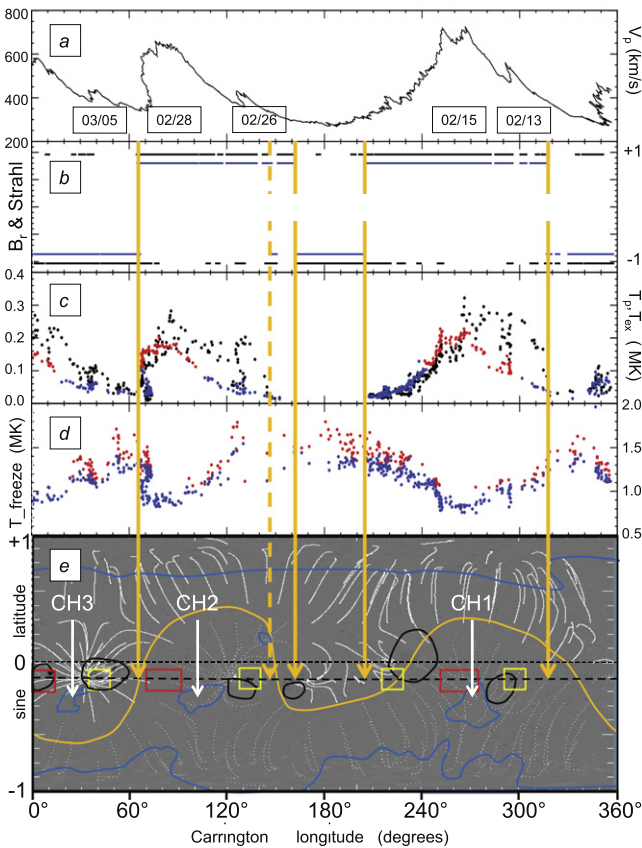 800
a
600
400
200
V_p (km/s)
03/05
02/28
02/26
02/15
02/13
b
B_r & Strahl
+1
-1
0.4
c
0.3
0.2
0.1
0.0
T_p,T_ex (MK)
d
T_freeze (MK)
2.0
1.5
1.0
0.5
+1
e
CH3
CH2
CH1
sine latitude
0
-1
0° 60° 120° 180° 240° 300° 360°
Carrington longitude (degrees)